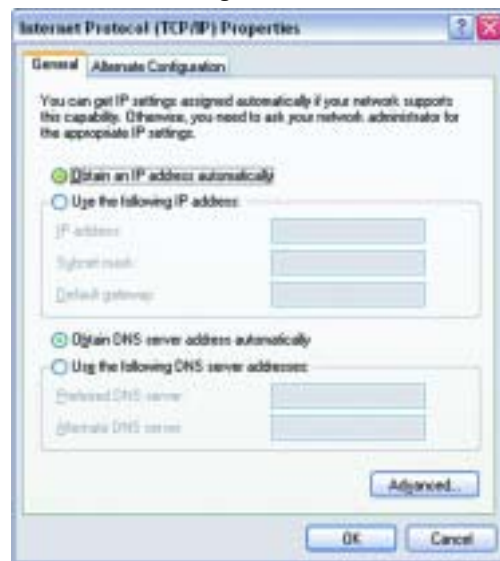 Internet Protocol (TCP/IP) Properties
General
Alternate Configuration
You can get IP settings assigned automatically if your network supports
this capability. Otherwise, you need to ask your network administrator for
the appropriate IP settings.
Obtain an IP address automatically
Use the following IP address:
IP address:
Subnet mask:
Default gateway:
Obtain DNS server address automatically
Use the following DNS server addresses:
Preferred DNS server:
Alternate DNS server:
Advanced...
OK
Cancel